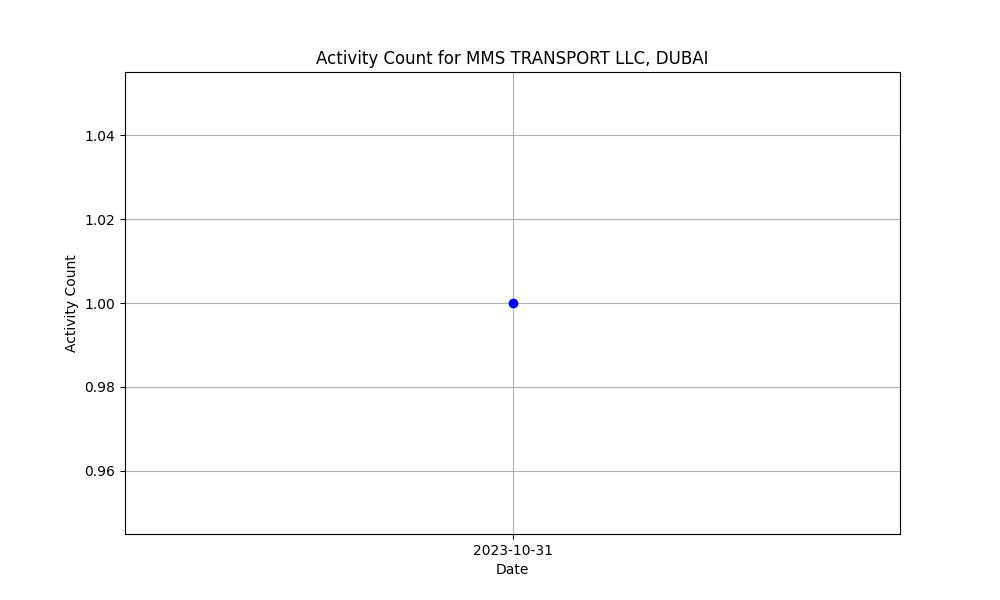 Activity Count for MMS TRANSPORT LLC, DUBAI
1.04
1.02
1.00
0.98
0.96
Activity Count
2023-10-31
Date